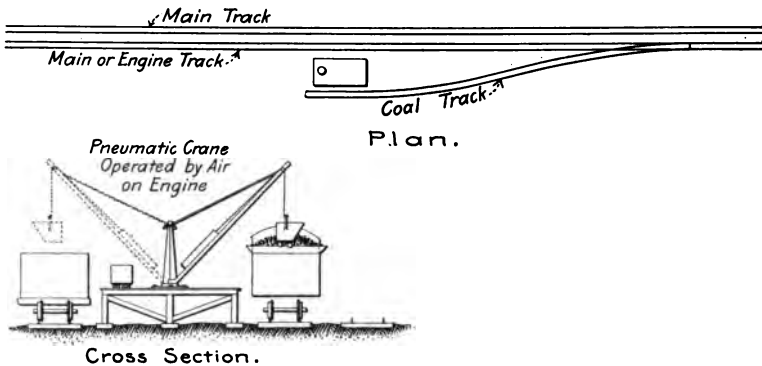 Main Track
Main or Engine Track
Coal Track
Plan.
Pneumatic Crane
Operated by Air
on Engine
Cross Section.